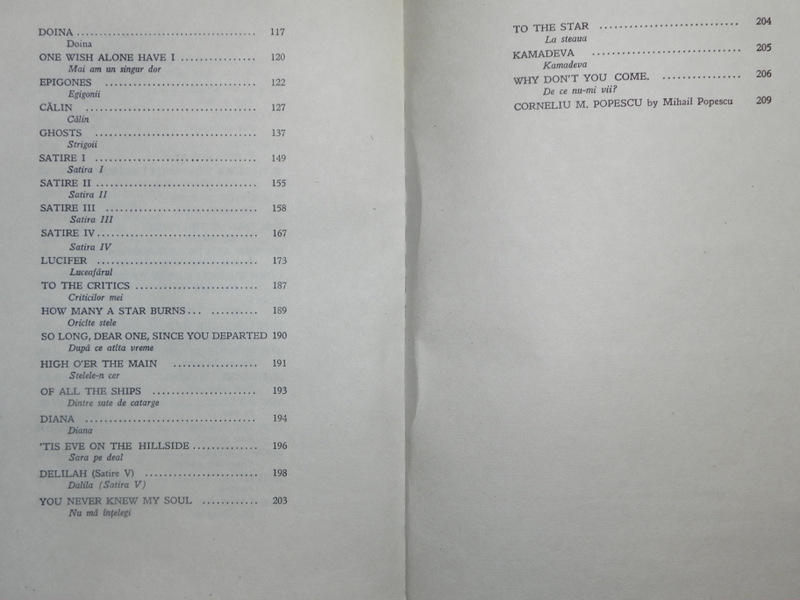 DOINA ..................................... 117
Doina
ONE WISH ALONE HAVE I ................ 120
Mai am un singur dor
EPIGONES ................................ 122
Egigonii
CĂLIN .................................... 127
Călin
GHOSTS .................................. 137
Strigoii
SATIRE I .................................. 149
Satira I
SATIRE II ................................. 155
Satira II
SATIRE III ................................ 158
Satira III
SATIRE IV ................................. 167
Satira IV
LUCIFER ................................. 173
Luceafărul
TO THE CRITICS .......................... 187
Criticilor mei
HOW MANY A STAR BURNS... .......... 189
Oricîte stele
SO LONG, DEAR ONE, SINCE YOU DEPARTED 190
După ce atîta vreme
HIGH O'ER THE MAIN .................. 191
Stelele-n cer
OF ALL THE SHIPS ...................... 193
Dintre sute de catarge
DIANA .................................... 194
Diana
'TIS EVE ON THE HILLSIDE .............. 196
Sara pe deal
DELILAH (Satire V) ....................... 198
Dalila (Satira V)
YOU NEVER KNEW MY SOUL ............ 203
Nu mă înţelegi
TO THE STAR ............................ 204
La steaua
KAMADEVA ............................... 205
Kamadeva
WHY DON'T YOU COME. ................ 206
De ce nu-mi vii?
CORNELIU M. POPESCU by Mihail Popescu 209